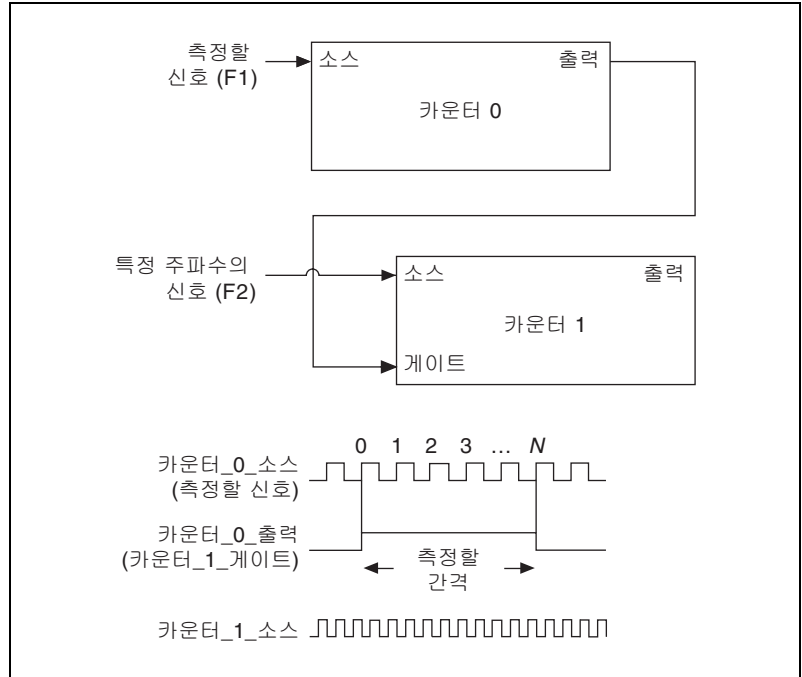 측정할
신호 (F1)
소스
출력
카운터 0
특정 주파수의
신호 (F2)
소스
출력
카운터 1
게이트
0 1 2 3 … N
카운터_0_소스
(측정할 신호)
카운터_0_출력
(카운터_1_게이트)
측정할
간격
카운터_1_소스